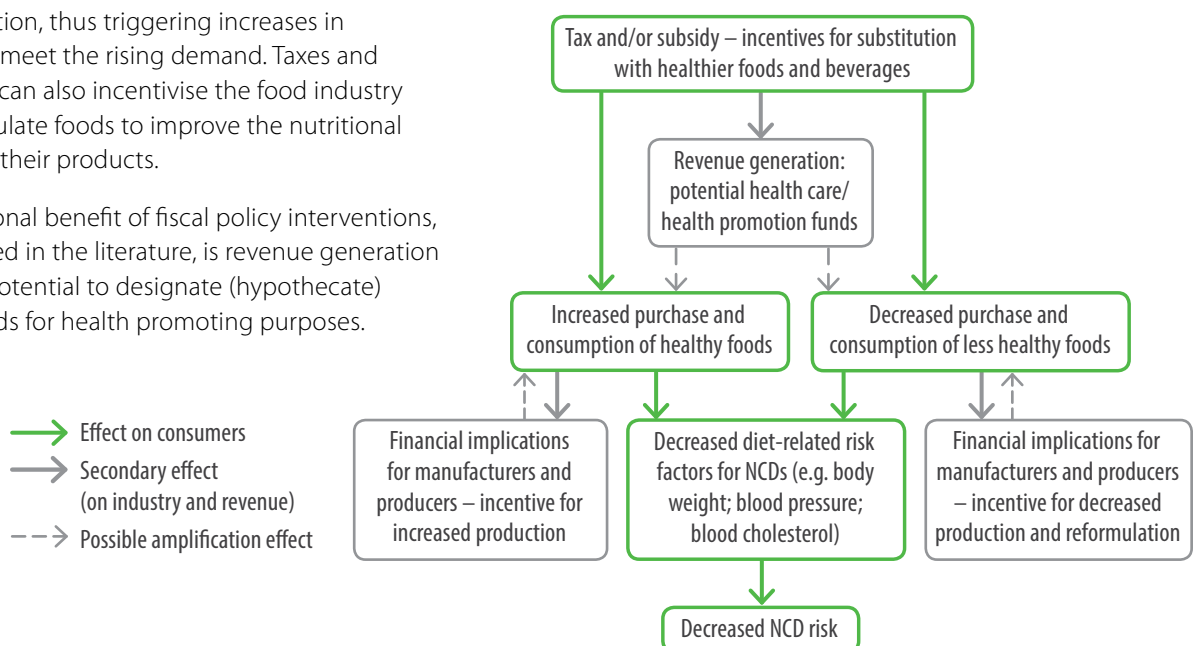 tion, thus triggering increases in
meet the rising demand. Taxes and
can also incentivise the food industry
ulate foods to improve the nutritional
their products.
onal benefit of fiscal policy interventions,
ed in the literature, is revenue generation
otential to designate (hypothecate)
ds for health promoting purposes.
Tax and/or subsidy – incentives for substitution
with healthier foods and beverages
Revenue generation:
potential health care/
health promotion funds
Increased purchase and
consumption of healthy foods
Decreased purchase and
consumption of less healthy foods
Financial implications
for manufacturers and
producers – incentive for
increased production
Decreased diet-related risk
factors for NCDs (e.g. body
weight; blood pressure;
blood cholesterol)
Financial implications for
manufacturers and producers
– incentive for decreased
production and reformulation
Decreased NCD risk
Effect on consumers
Secondary effect
(on industry and revenue)
Possible amplification effect